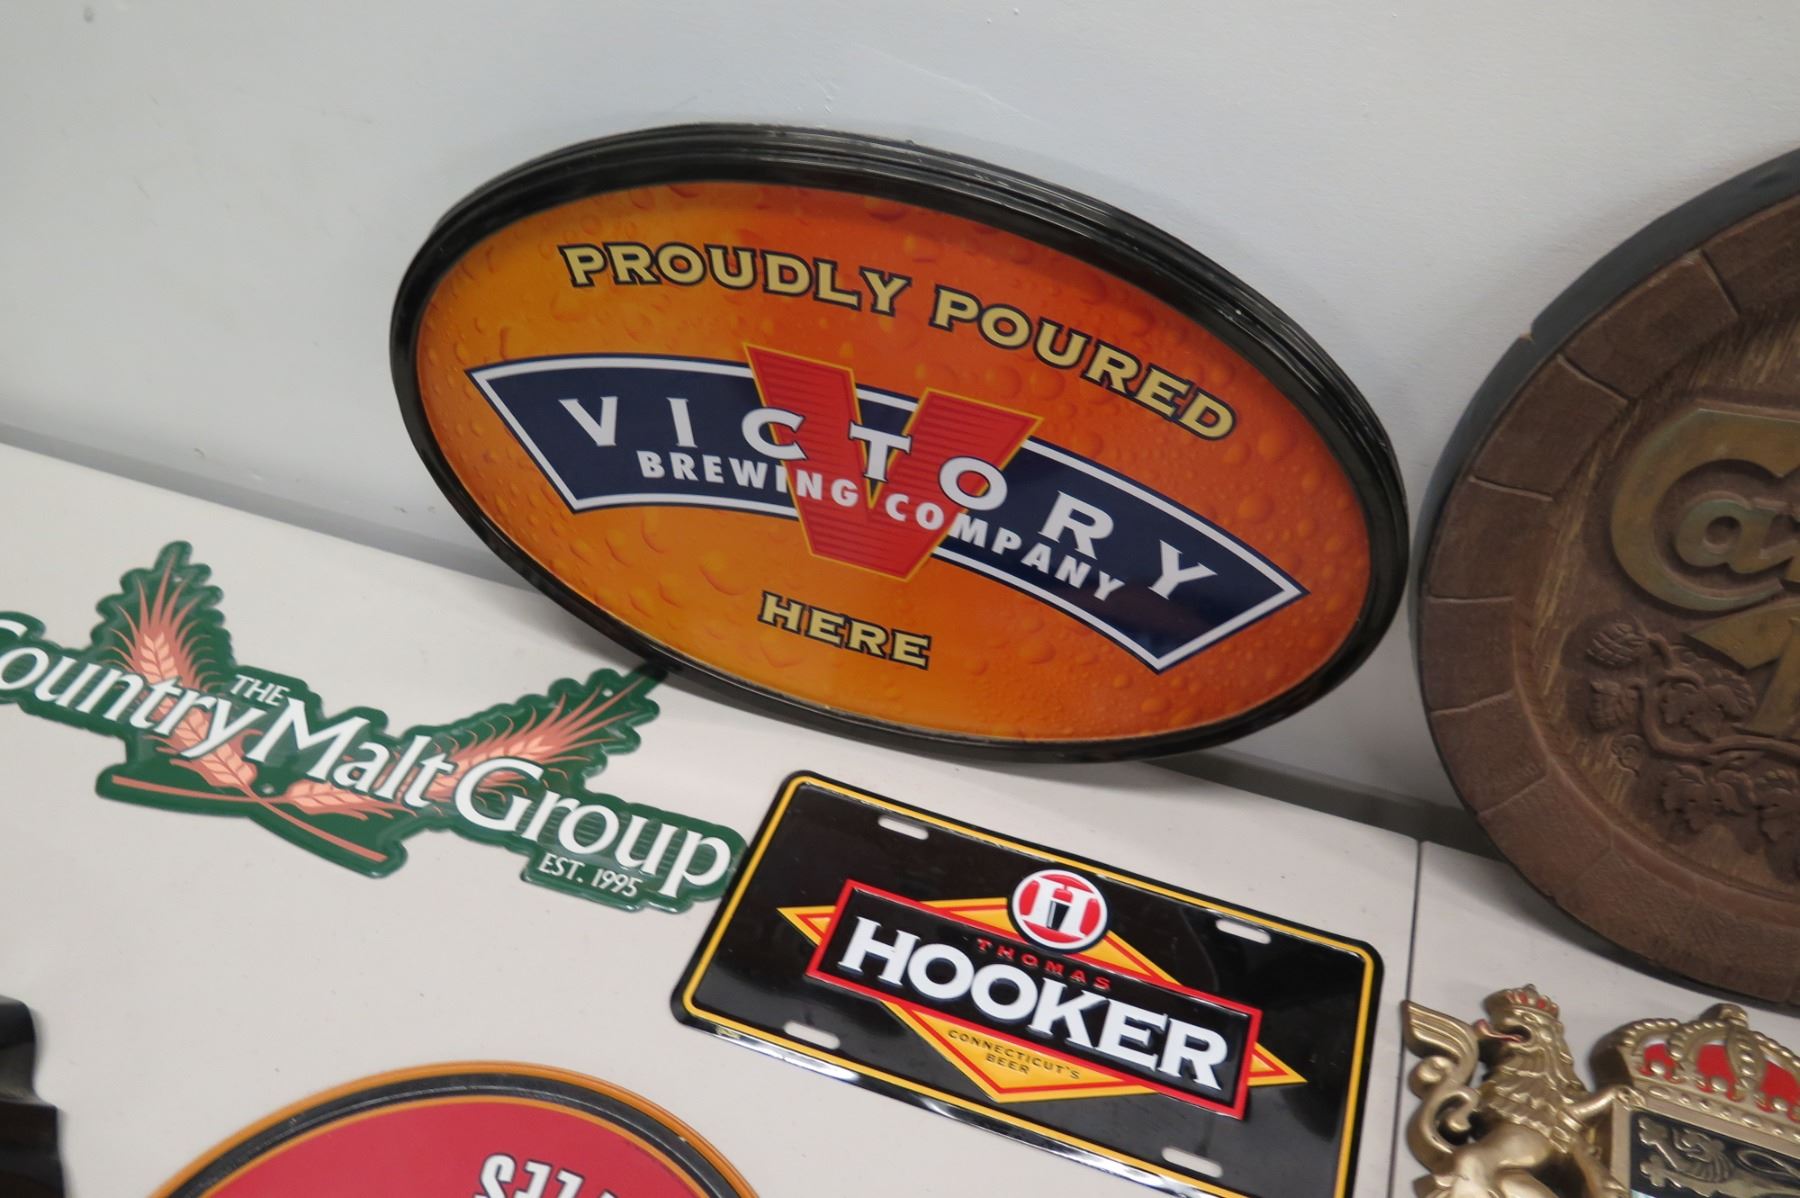 PROUDLY POURED
VICTORY
BREWING COMPANY
HERE
THE
Country Malt Group
EST. 1995
H
THOMAS
HOOKER
CONNECTICUT'S
BEER